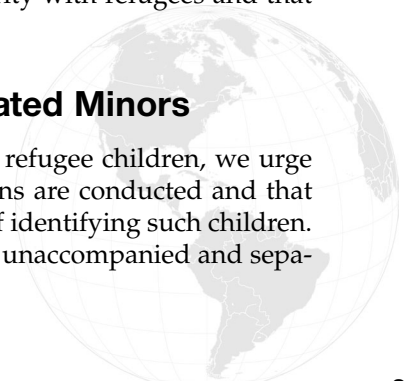 with refugees and that
ated Minors
refugee children, we urge
ns are conducted and that
f identifying such children.
unaccompanied and sepa-